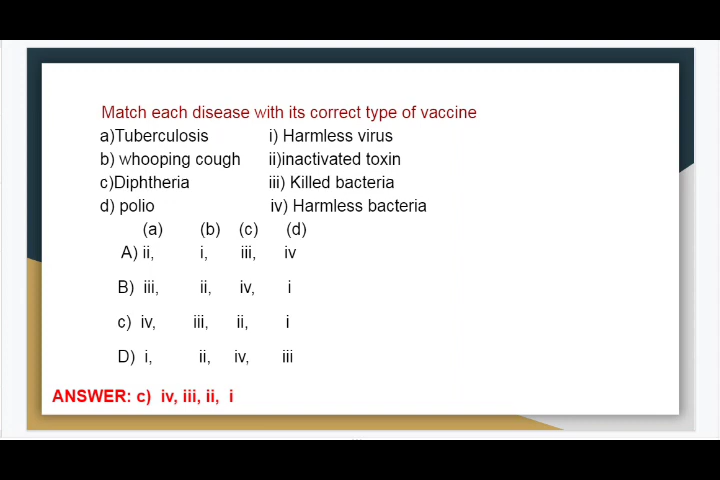 Match each disease with its correct type of vaccine
a)Tuberculosis i) Harmless virus
b) whooping cough ii)inactivated toxin
c)Diphtheria iii) Killed bacteria
d) polio iv) Harmless bacteria
(a) (b) (c) (d)
A) ii, i, iii, iv
B) iii, ii, iv, i
c) iv, iii, ii, i
D) i, ii, iv, iii
ANSWER: c) iv, iii, ii, i